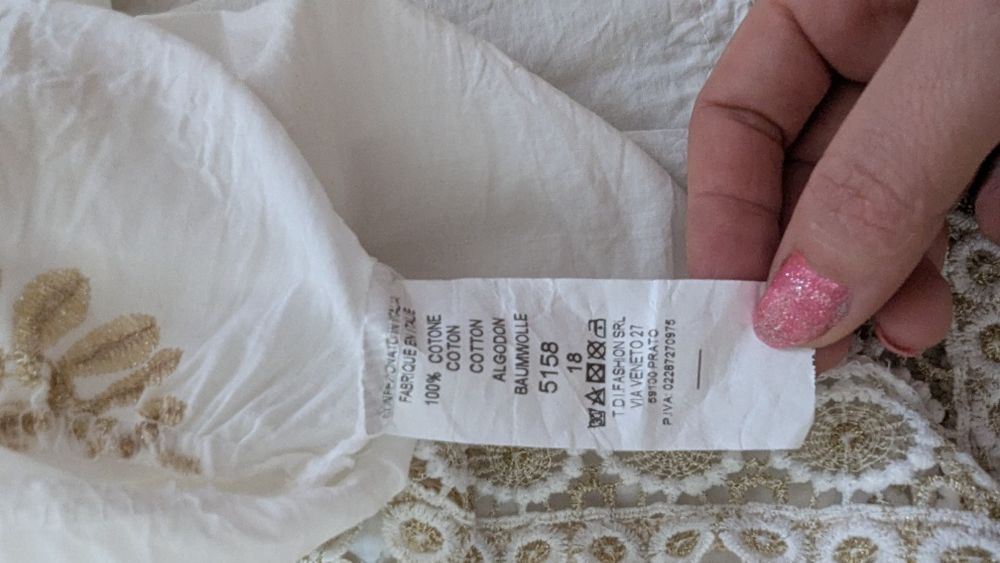 CONFEZIONATO IN ITALIA
FABRIQUÉ EN ITALIE
100% COTONE
COTON
COTTON
ALGODON
BAUMWOLLE
5158
18
T.D.I. FASHION SRL
VIA VENETO 27
59100 PRATO
P.IVA: 02287270975